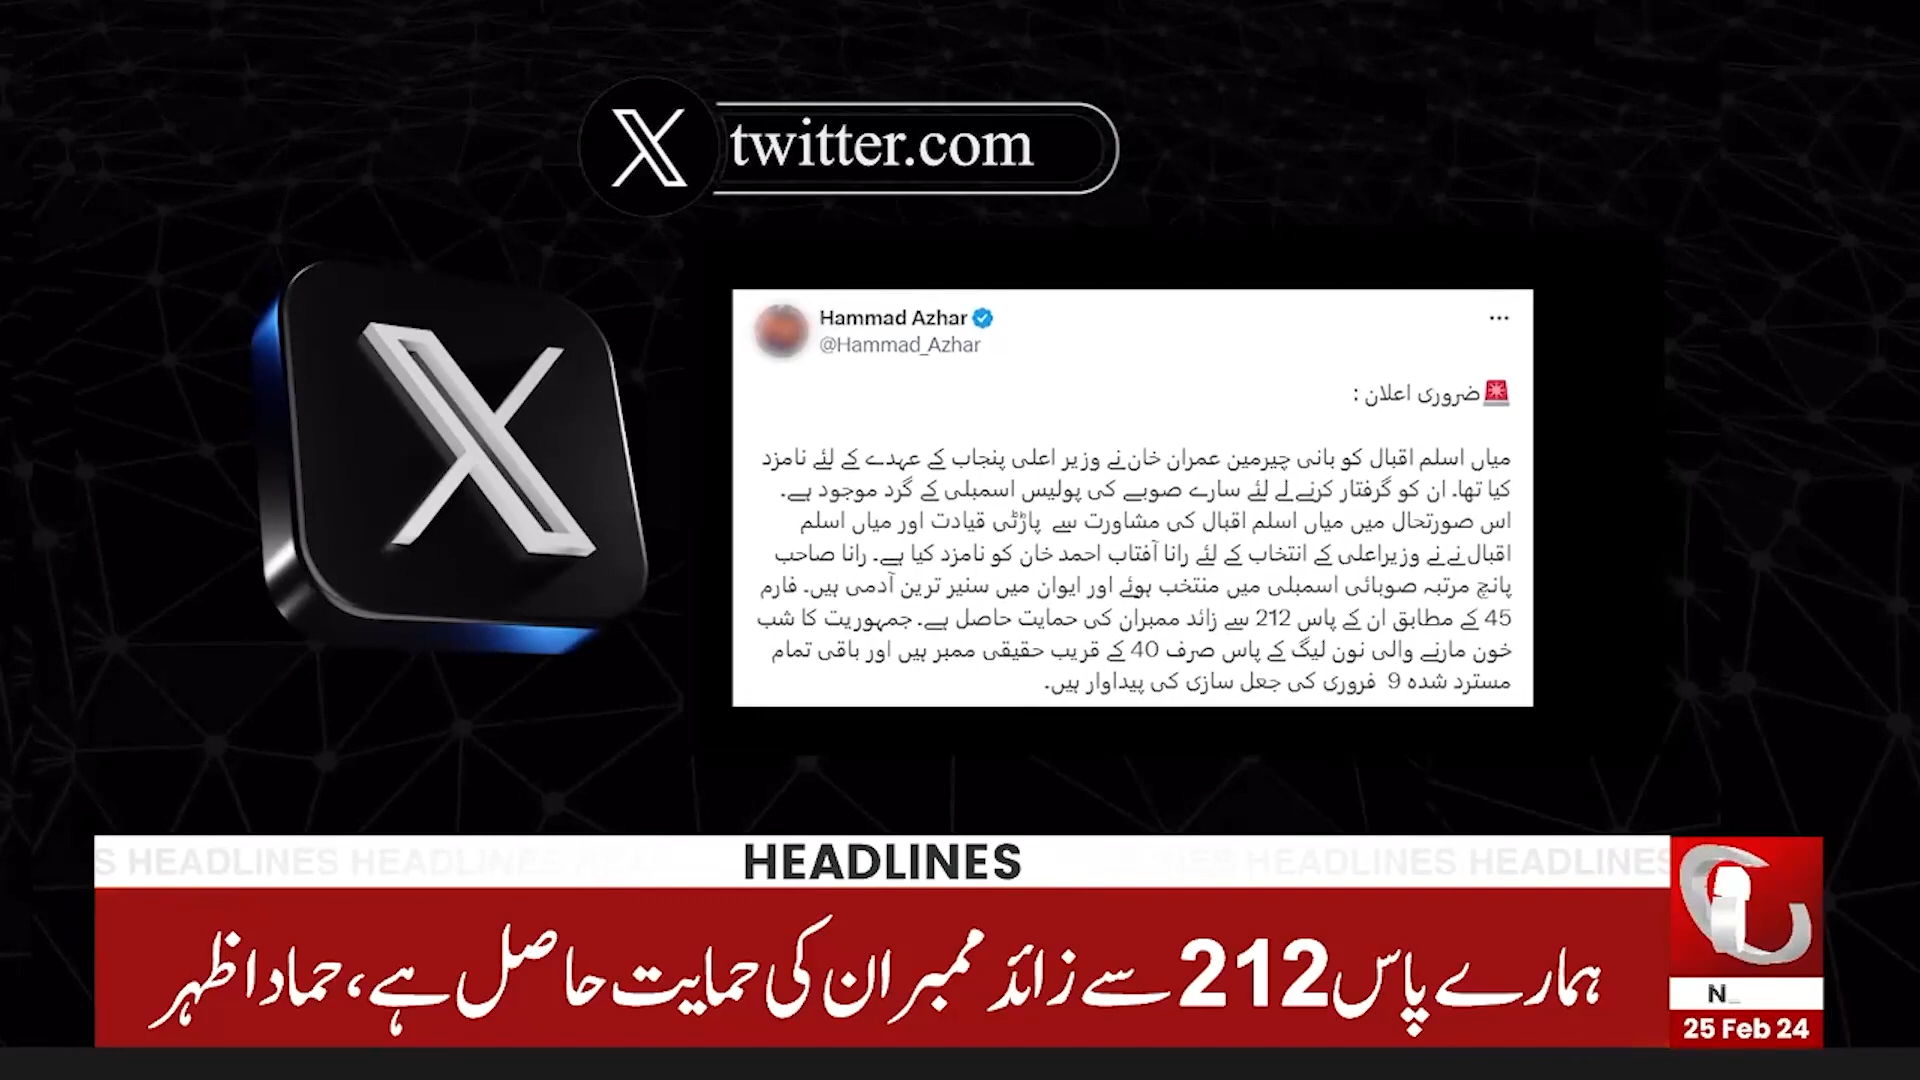 X twitter.com
Hammad Azhar
@Hammad_Azhar
🚨ضروری اعلان :
میاں اسلم اقبال کو بانی چیرمین عمران خان نے وزیر اعلی پنجاب کے عہدے کے لئے نامزد
کیا تھا۔ ان کو گرفتار کرنے لے لئے سارے صوبے کی پولیس اسمبلی کے گرد موجود ہے۔
اس صورتحال میں میاں اسلم اقبال کی مشاورت سے پاڑٹی قیادت اور میاں اسلم
اقبال نے نے وزیراعلی کے انتخاب کے لئے رانا آفتاب احمد خان کو نامزد کیا ہے۔ رانا صاحب
پانچ مرتبہ صوبائی اسمبلی میں منتخب ہوئے اور ایوان میں سنیر ترین آدمی ہیں۔ فارم
45 کے مطابق ان کے پاس 212 سے زائد ممبران کی حمایت حاصل ہے۔ جمہوریت کا شب
خون مارنے والی نون لیگ کے پاس صرف 40 کے قریب حقیقی ممبر ہیں اور باقی تمام
مسترد شدہ 9 فروری کی جعل سازی کی پیداوار ہیں۔
S HEADLINES HEADLINES HEADLINES HEADLINES HEADLINES
ہمارے پاس 212 سے زائد ممبران کی حمایت حاصل ہے، حماد اظہر
N_
25 Feb 24